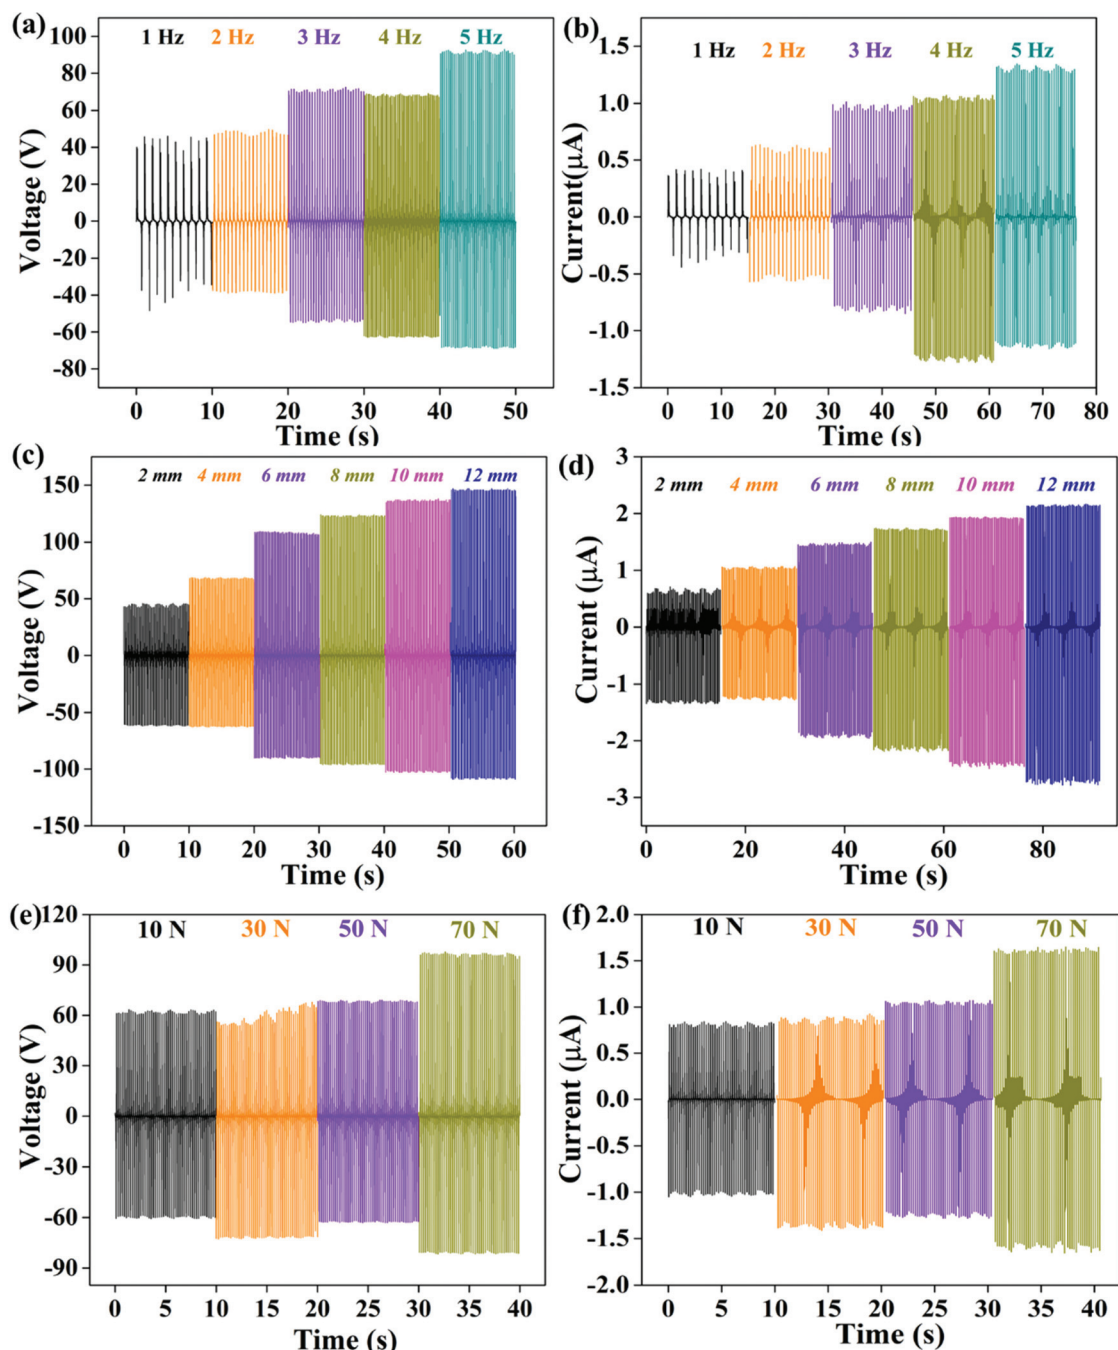 (a)
1 Hz 2 Hz 3 Hz 4 Hz 5 Hz
100
80
60
40
20
0
-20
-40
-60
-80
Voltage (V)
0 10 20 30 40 50
Time (s)
(b)
1 Hz 2 Hz 3 Hz 4 Hz 5 Hz
1.5
1.0
0.5
0.0
-0.5
-1.0
-1.5
Current(μA)
0 10 20 30 40 50 60 70 80
Time (s)
(c)
2 mm 4 mm 6 mm 8 mm 10 mm 12 mm
150
100
50
0
-50
-100
-150
Voltage (V)
0 10 20 30 40 50 60
Time (s)
(d)
2 mm 4 mm 6 mm 8 mm 10 mm 12 mm
3
2
1
0
-1
-2
-3
Current (μA)
0 20 40 60 80
Time (s)
(e)
10 N 30 N 50 N 70 N
120
90
60
30
0
-30
-60
-90
Voltage (V)
0 5 10 15 20 25 30 35 40
Time (s)
(f)
10 N 30 N 50 N 70 N
2.0
1.5
1.0
0.5
0.0
-0.5
-1.0
-1.5
-2.0
Current (μA)
0 5 10 15 20 25 30 35 40
Time (s)